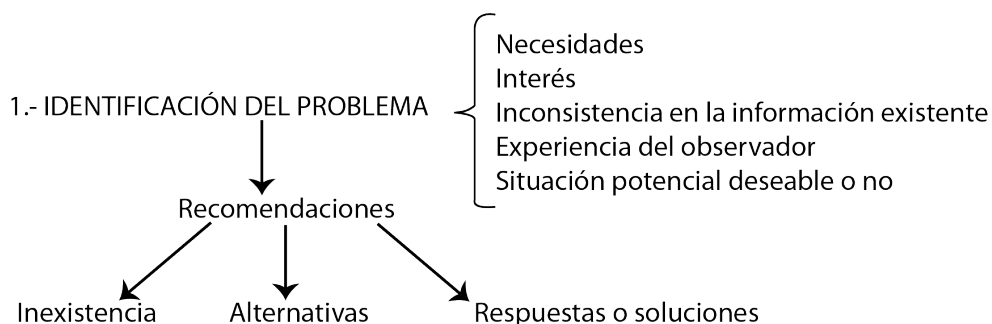 1.- IDENTIFICACIÓN DEL PROBLEMA
Necesidades
Interés
Inconsistencia en la información existente
Experiencia del observador
Situación potencial deseable o no
Recomendaciones
Inexistencia
Alternativas
Respuestas o soluciones